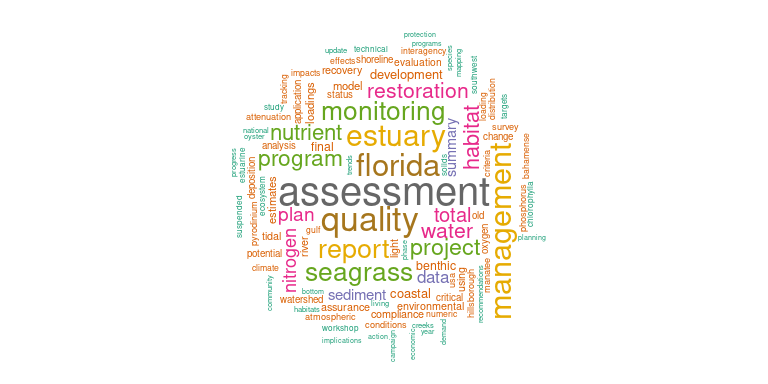 protection
programs
update technical interagency species mapping
effects shoreline evaluation southwest
impacts recovery development
tracking application loadings model status restoration loading distribution
study monitoring habitat targets
attenuation
national nutrient estuary summary survey
oyster change
analysis final
progress estuarine program trends florida solids criteria bahamense
deposition ecosystem
assessment management
estimates phosphorus chlorophylla
suspended pyrodinium plan quality total old
tidal gulf water oxygen planning
river report light phase project
potential
nitrogen benthic manatee
climate seagrass data usa using
community bottom recommendations
watershed habitats sediment living coastal critical hillsborough
assurance environmental
atmospheric compliance numeric
workshop conditions creeks
year
implications action campaign economic demand